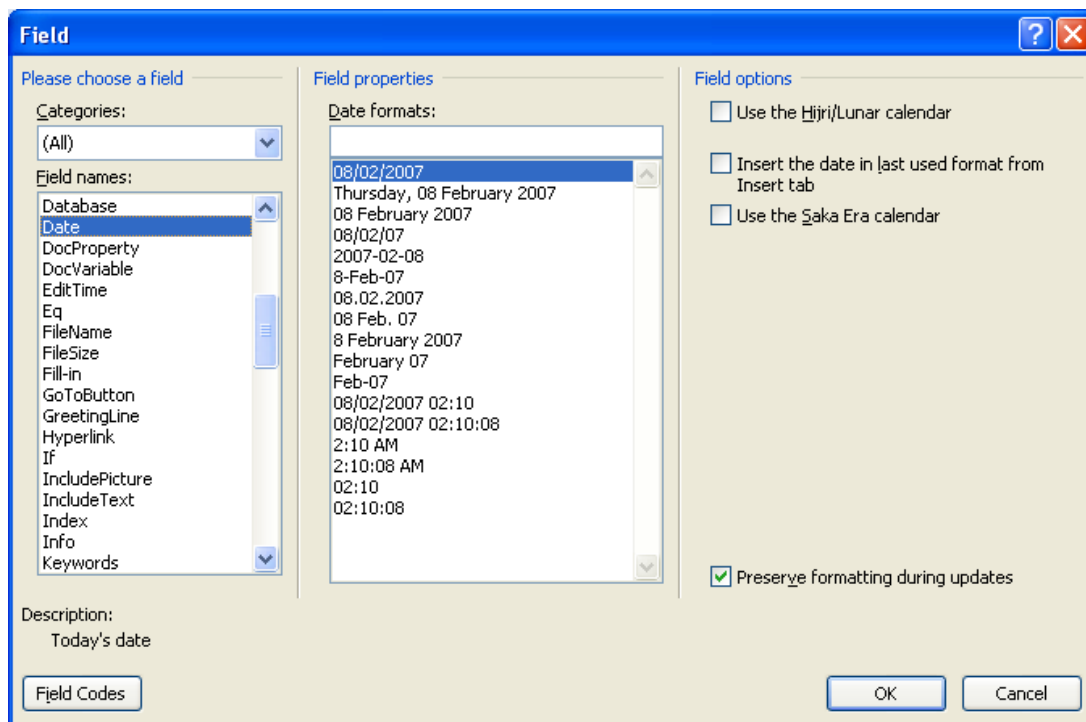 Field
Please choose a field
Categories:
(All)
Field names:
Database
Date
DocProperty
DocVariable
EditTime
Eq
FileName
FileSize
Fill-in
GoToButton
GreetingLine
Hyperlink
If
IncludePicture
IncludeText
Index
Info
Keywords
Field properties
Date formats:
08/02/2007
Thursday, 08 February 2007
08 February 2007
08/02/07
2007-02-08
8-Feb-07
08.02.2007
08 Feb. 07
8 February 2007
February 07
Feb-07
08/02/2007 02:10
08/02/2007 02:10:08
2:10 AM
2:10:08 AM
02:10
02:10:08
Field options
Use the Hijri/Lunar calendar
Insert the date in last used format from
Insert tab
Use the Saka Era calendar
Preserve formatting during updates
Description:
Today's date
Field Codes
OK
Cancel